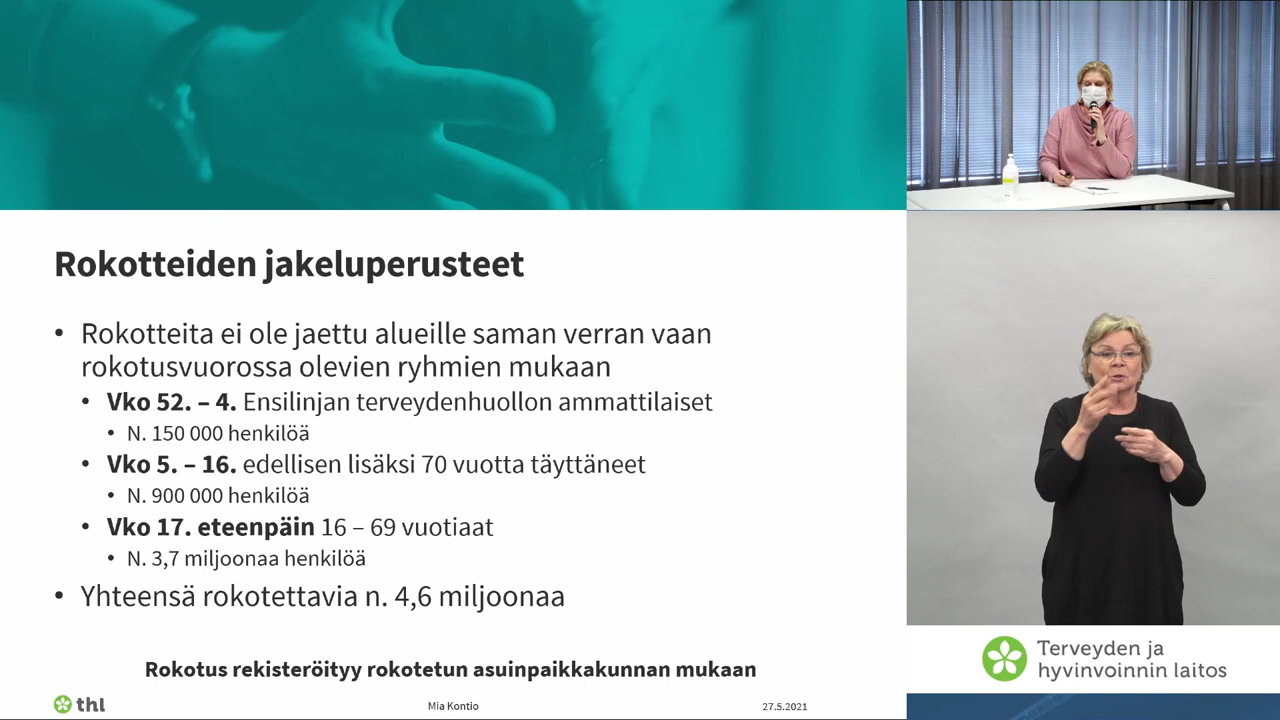 Rokotteiden jakeluperusteet
• Rokotteita ei ole jaettu alueille saman verran vaan
rokotusvuorossa olevien ryhmien mukaan
• Vko 52. – 4. Ensilinjan terveydenhuollon ammattilaiset
• N. 150 000 henkilöä
• Vko 5. – 16. edellisen lisäksi 70 vuotta täyttäneet
• N. 900 000 henkilöä
• Vko 17. eteenpäin 16 – 69 vuotiaat
• N. 3,7 miljoonaa henkilöä
• Yhteensä rokotettavia n. 4,6 miljoonaa
Rokotus rekisteröityy rokotetun asuinpaikkakunnan mukaan
thl
Mia Kontio
27.5.2021
Terveyden ja
hyvinvoinnin laitos